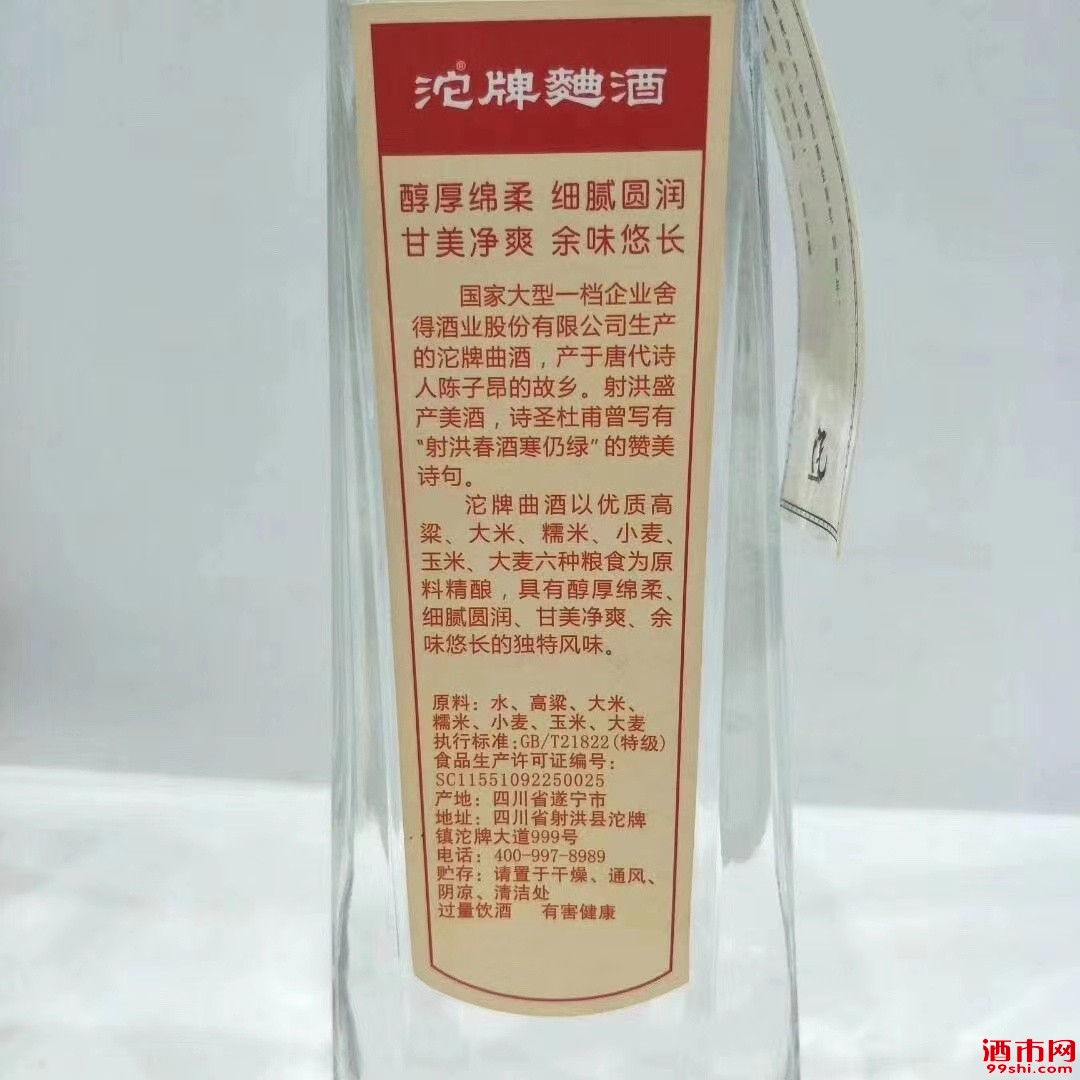 沱牌®麯酒
醇厚绵柔 细腻圆润
甘美净爽 余味悠长
国家大型一档企业舍
得酒业股份有限公司生产
的沱牌曲酒，产于唐代诗
人陈子昂的故乡。射洪盛
产美酒，诗圣杜甫曾写有
“射洪春酒寒仍绿”的赞美
诗句。
沱牌曲酒以优质高
粱、大米、糯米、小麦、
玉米、大麦六种粮食为原
料精酿，具有醇厚绵柔、
细腻圆润、甘美净爽、余
味悠长的独特风味。
原料：水、高粱、大米、
糯米、小麦、玉米、大麦
执行标准：GB/T21822(特级)
食品生产许可证编号：
SC11551092250025
产地：四川省遂宁市
地址：四川省射洪县沱牌
镇沱牌大道999号
电话：400-997-8989
贮存：请置于干燥、通风、
阴凉、清洁处
过量饮酒 有害健康
酒市网
99shi.com